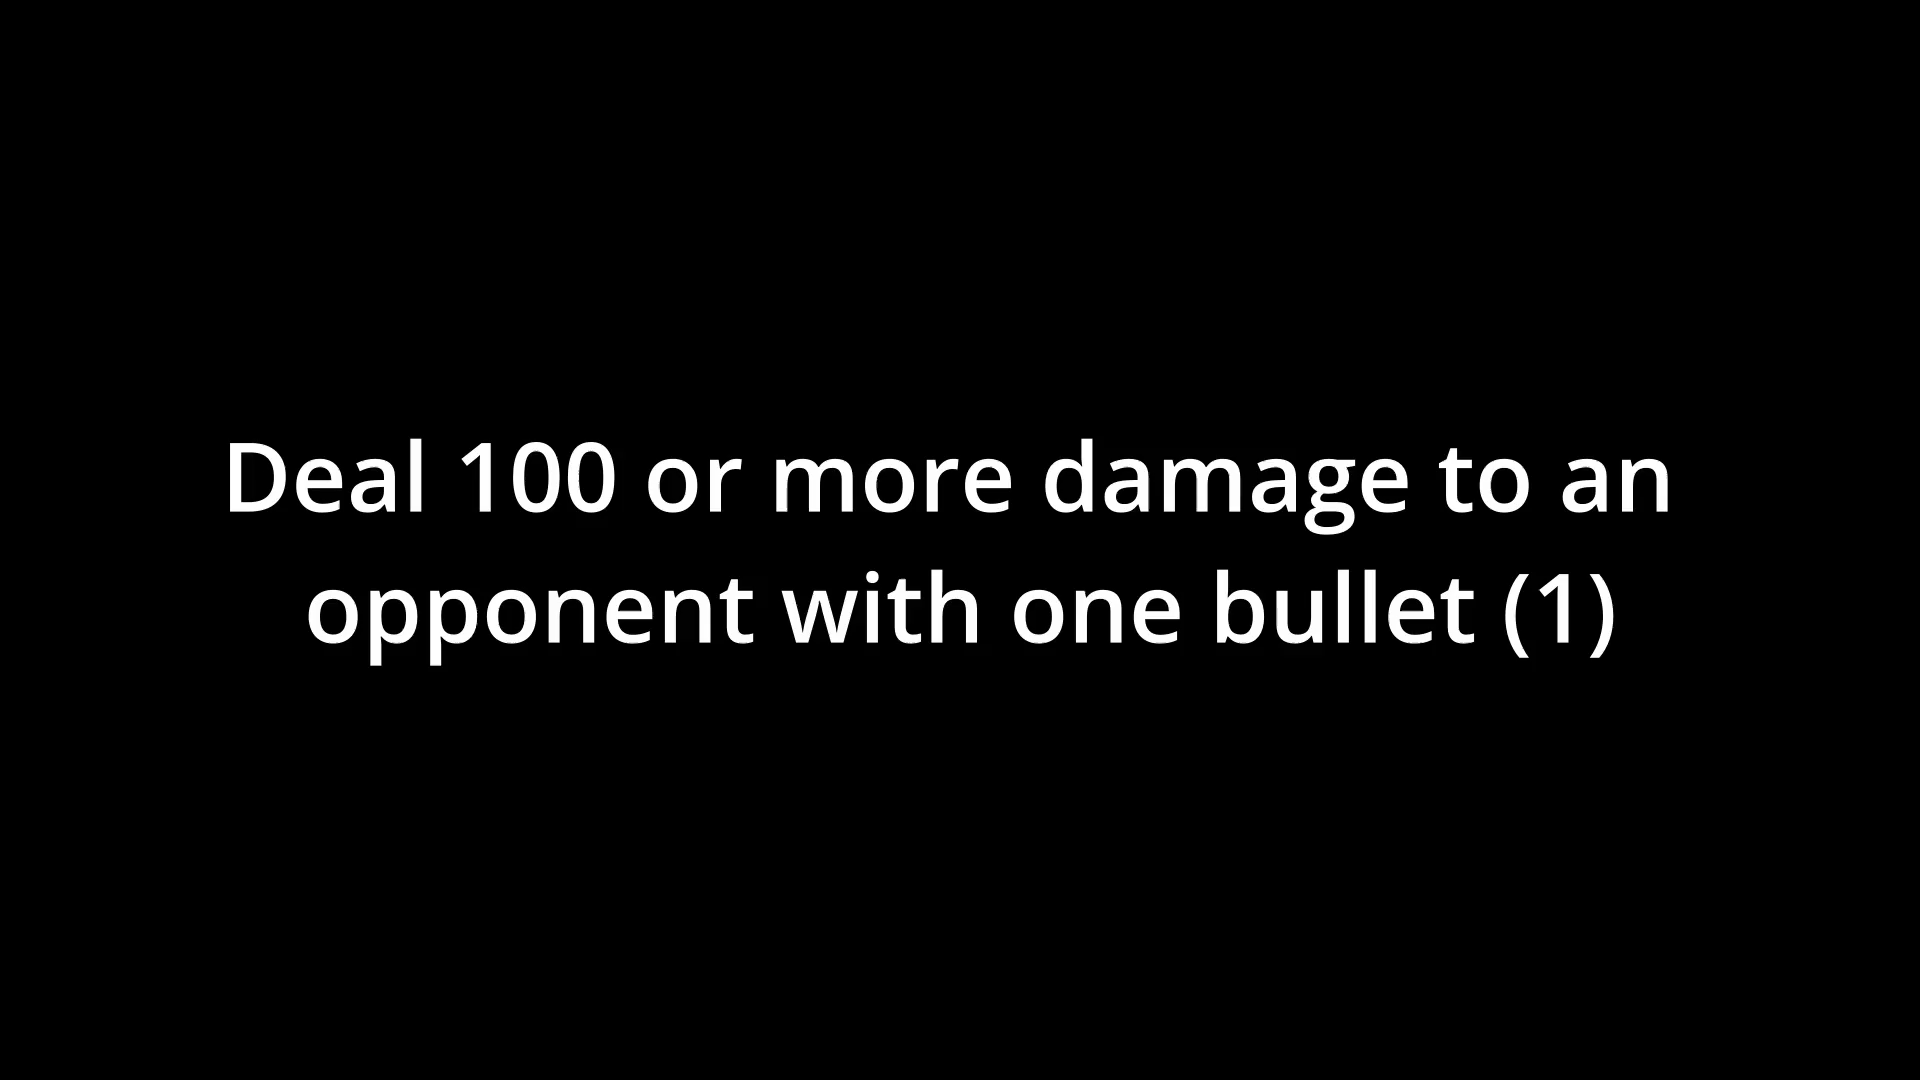 Deal 100 or more damage to an
opponent with one bullet (1)